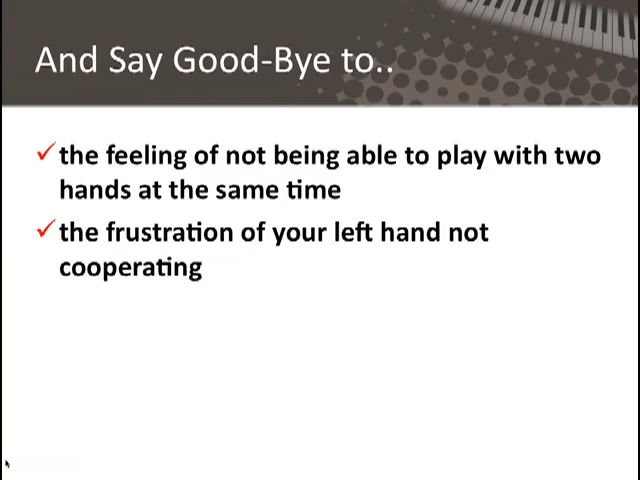 And Say Good-Bye to..
the feeling of not being able to play with two
hands at the same time
the frustration of your left hand not
cooperating